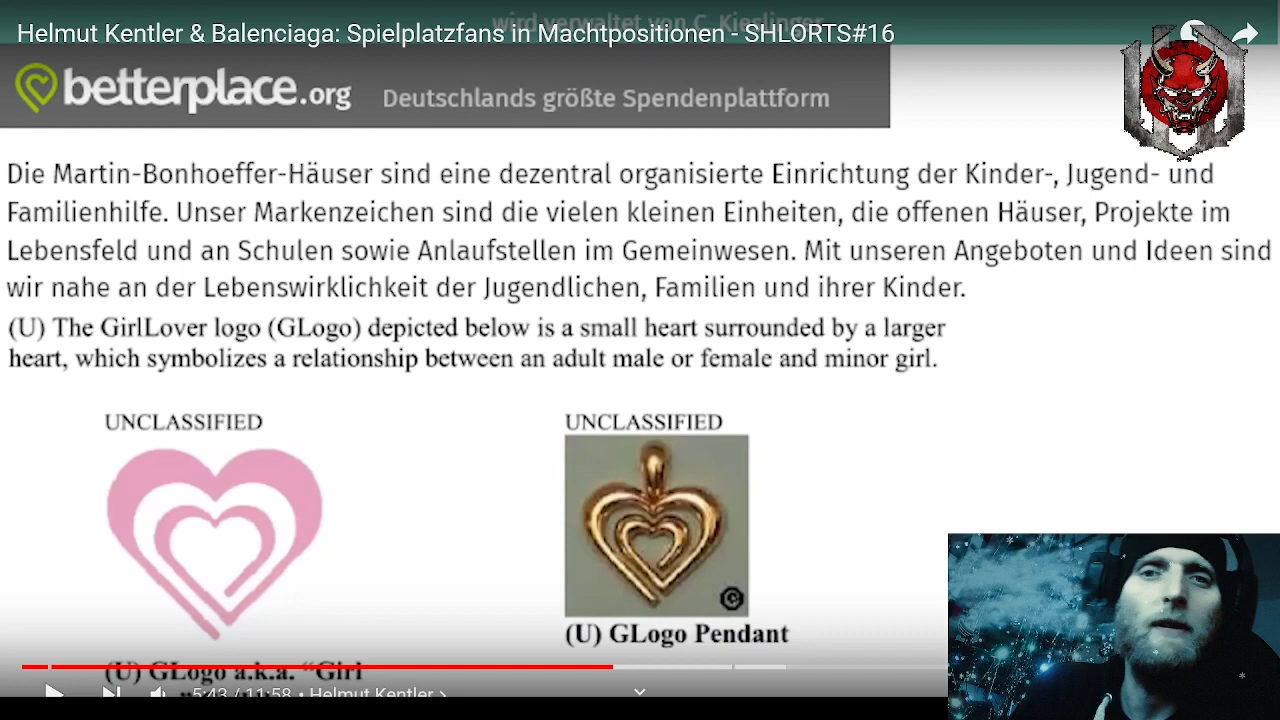 wird verwaltet von C. Kieslinger
Helmut Kentler & Balenciaga: Spielplatzfans in Machtpositionen - SHLORTS#16
betterplace.org
Deutschlands größte Spendenplattform
Die Martin-Bonhoeffer-Häuser sind eine dezentral organisierte Einrichtung der Kinder-, Jugend- und
Familienhilfe. Unser Markenzeichen sind die vielen kleinen Einheiten, die offenen Häuser, Projekte im
Lebensfeld und an Schulen sowie Anlaufstellen im Gemeinwesen. Mit unseren Angeboten und Ideen sind
wir nahe an der Lebenswirklichkeit der Jugendlichen, Familien und ihrer Kinder.
(U) The GirlLover logo (GLogo) depicted below is a small heart surrounded by a larger
heart, which symbolizes a relationship between an adult male or female and minor girl.
UNCLASSIFIED
UNCLASSIFIED
(U) GLogo Pendant
(U) GLogo a.k.a. “Girl
5:43 / 11:58 • Helmut Kentler ›